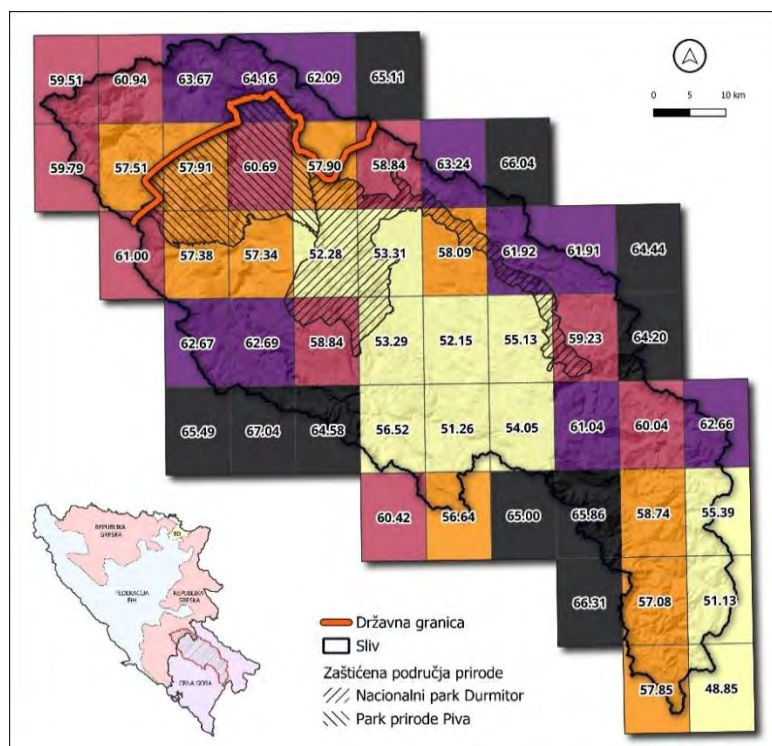 0 5 10 km
59.51 60.94 63.67 64.16 62.09 65.11
59.79 57.51 57.91 60.69 57.90 58.84 63.24 66.04
61.00 57.38 57.34 52.28 53.31 58.09 61.92 61.91 64.44
62.67 62.69 58.84 53.29 52.15 55.13 59.23 64.20
65.49 67.04 64.58 56.52 51.26 54.05 61.04 60.04 62.66
60.42 56.64 65.00 65.86 58.74 55.39
66.31 57.08 51.13
57.85 48.85
REPUBLIKA
SRPSKA
BD
FEDERACIJA
BIH
REPUBLIKA
SRPSKA
CRNA GORA
Državna granica
Sliv
Zaštićena područja prirode
Nacionalni park Durmitor
Park prirode Piva